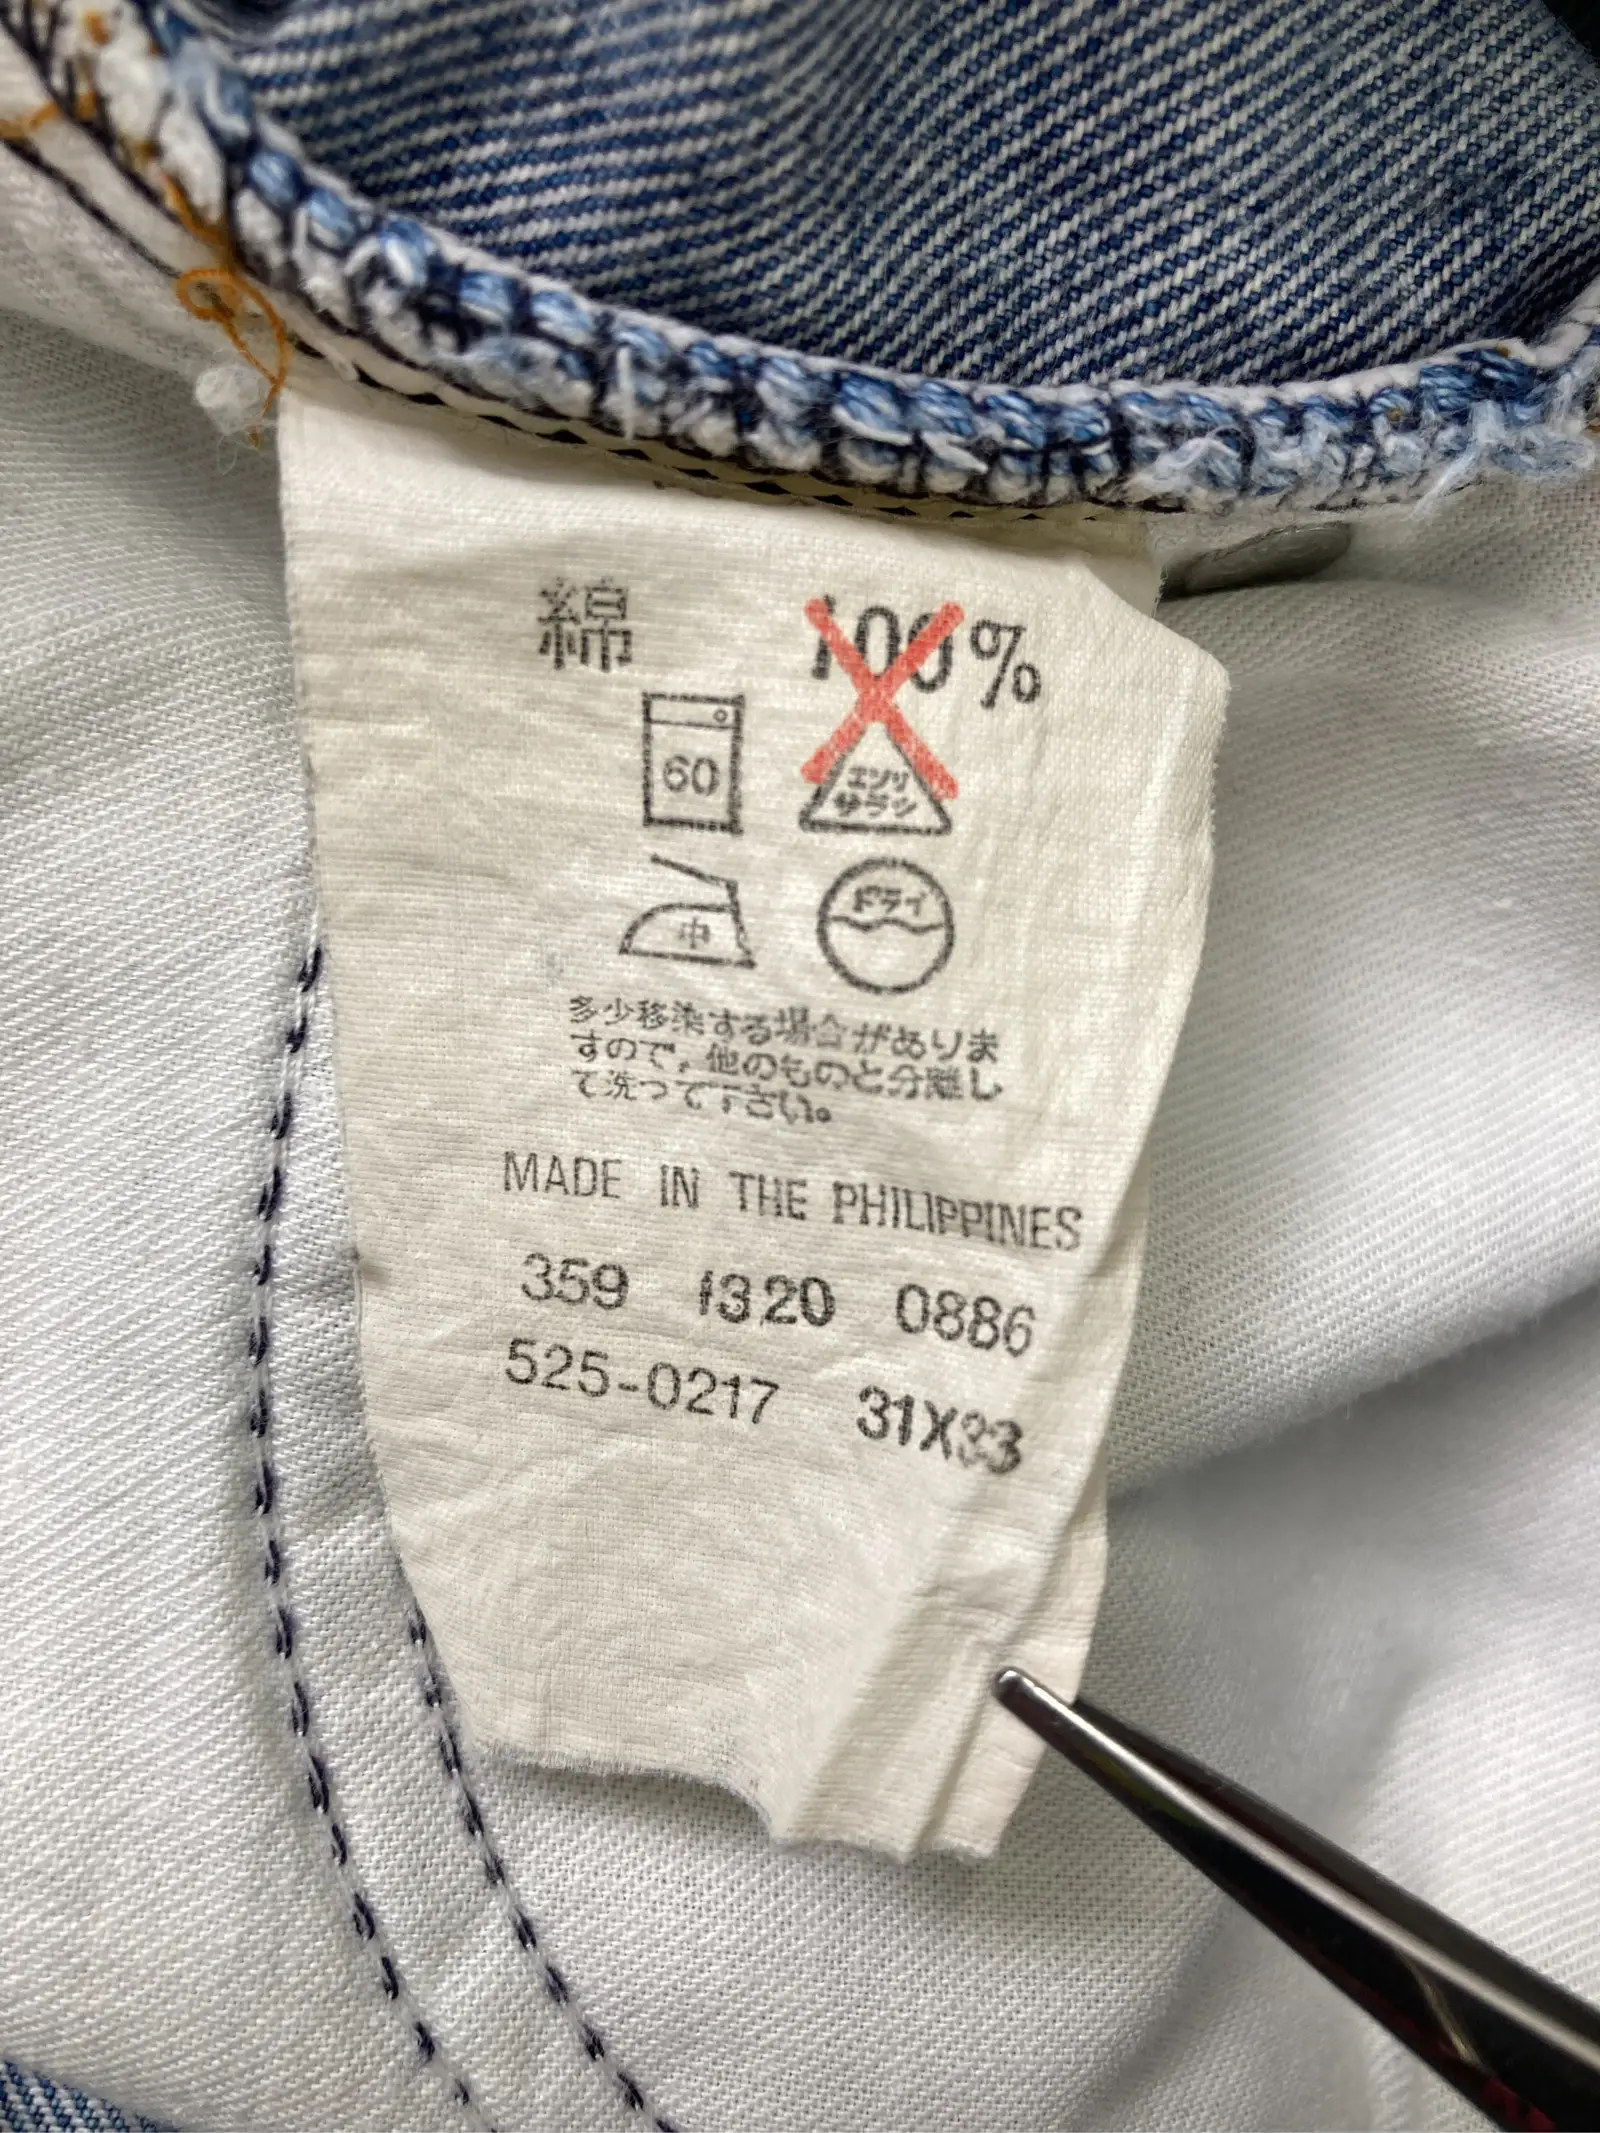 綿 100%
60 エンソ
サラシ
中 ドライ
多少移染する場合がありま
すので,他のものと分離し
て洗って下さい。
MADE IN THE PHILIPPINES
359 1320 0886
525-0217 31X33